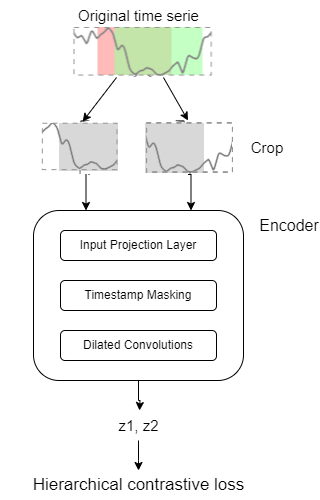 Original time serie
Crop
Encoder
Input Projection Layer
Timestamp Masking
Dilated Convolutions
z1, z2
Hierarchical contrastive loss